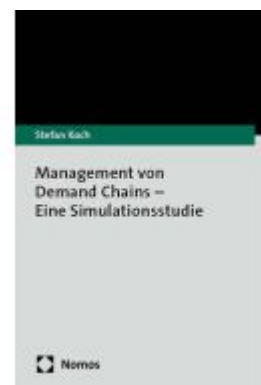 Stefan Koch
Management von
Demand Chains –
Eine Simulationsstudie
Nomos